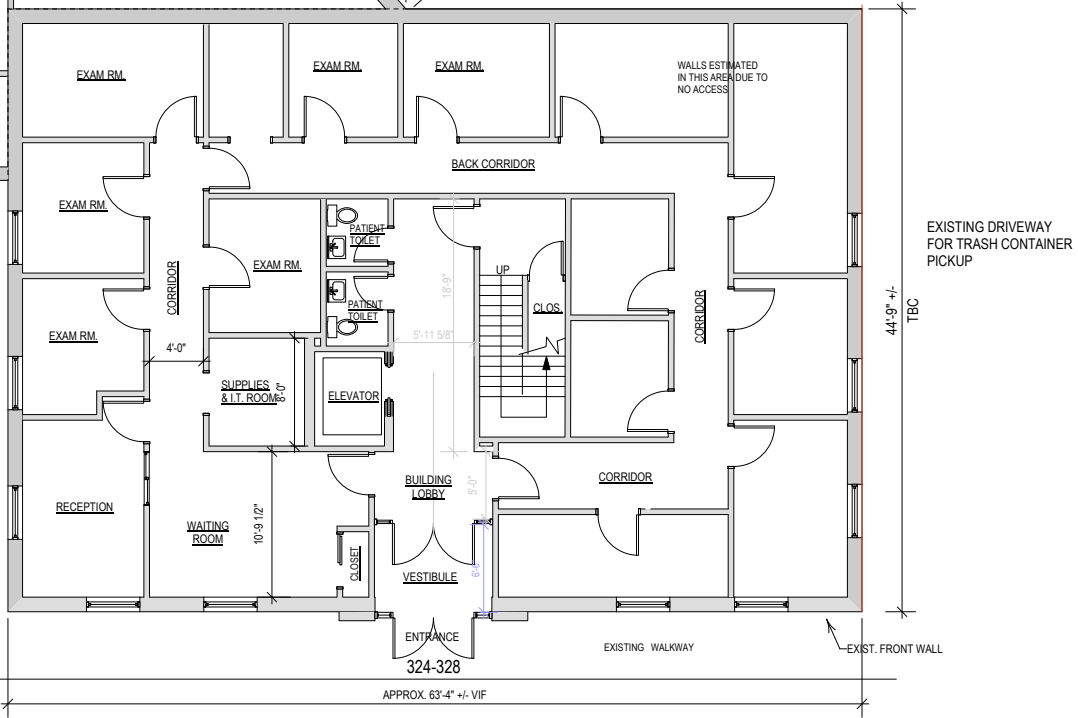 EXAM RM.
EXAM RM.
EXAM RM.
WALLS ESTIMATED
IN THIS AREA DUE TO
NO ACCESS
BACK CORRIDOR
EXAM RM.
PATIENT
TOILET
EXAM RM.
CORRIDOR
UP
18'-9"
PATIENT
TOILET
CLOS.
CORRIDOR
EXISTING DRIVEWAY
FOR TRASH CONTAINER
PICKUP
44'-9" +/-
TBC
EXAM RM.
4'-0"
5'-11 5/8"
SUPPLIES
& I.T. ROOM
8'-0"
ELEVATOR
BUILDING
LOBBY
5'-0"
CORRIDOR
RECEPTION
WAITING
ROOM
10'-9 1/2"
CLOSET
VESTIBULE
6'-0"
ENTRANCE
324-328
EXISTING WALKWAY
EXIST. FRONT WALL
APPROX. 63'-4" +/- VIF